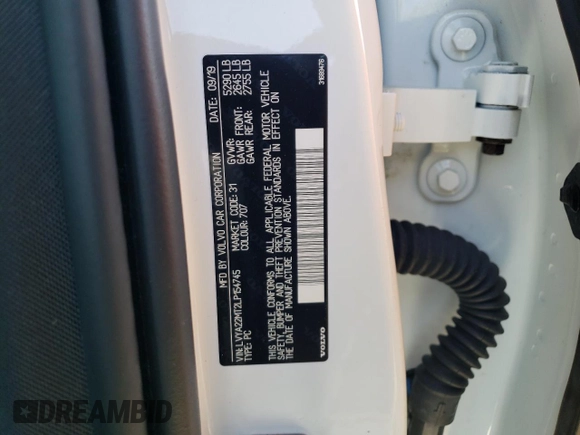 MFD BY VOLVO CAR CORPORATION
DATE: 09/19
VIN: LVYA22MT2LP154745
TYPE: PC
MARKET CODE: 31
COLOUR: 707
GVWR: 5290 LB
GAWR FRONT: 2645 LB
GAWR REAR: 2755 LB
THIS VEHICLE CONFORMS TO ALL APPLICABLE FEDERAL MOTOR VEHICLE
SAFETY, BUMPER AND THEFT PREVENTION STANDARDS IN EFFECT ON
THE DATE OF MANUFACTURE SHOWN ABOVE.
VOLVO
DREAMBID